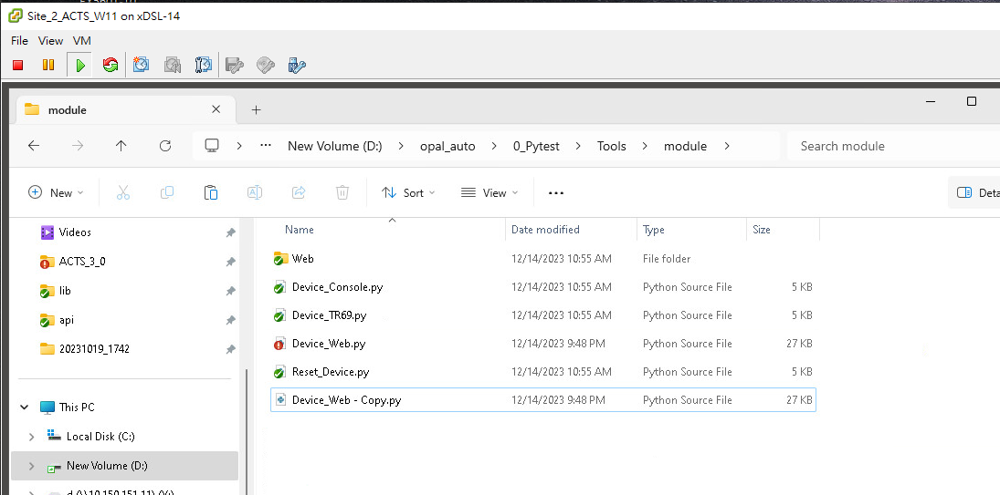 Site_2_ACTS_W11 on xDSL-14
File View VM
module
New Volume (D:) opal_auto 0_Pytest Tools module Search module
New Sort View Deta
Name Date modified Type Size
Videos
ACTS_3_0
lib
api
20231019_1742
This PC
Local Disk (C:)
New Volume (D:)
Web 12/14/2023 10:55 AM File folder
Device_Console.py 12/14/2023 10:55 AM Python Source File 5 KB
Device_TR69.py 12/14/2023 10:55 AM Python Source File 5 KB
Device_Web.py 12/14/2023 9:48 PM Python Source File 27 KB
Reset_Device.py 12/14/2023 10:55 AM Python Source File 5 KB
Device_Web - Copy.py 12/14/2023 9:48 PM Python Source File 27 KB